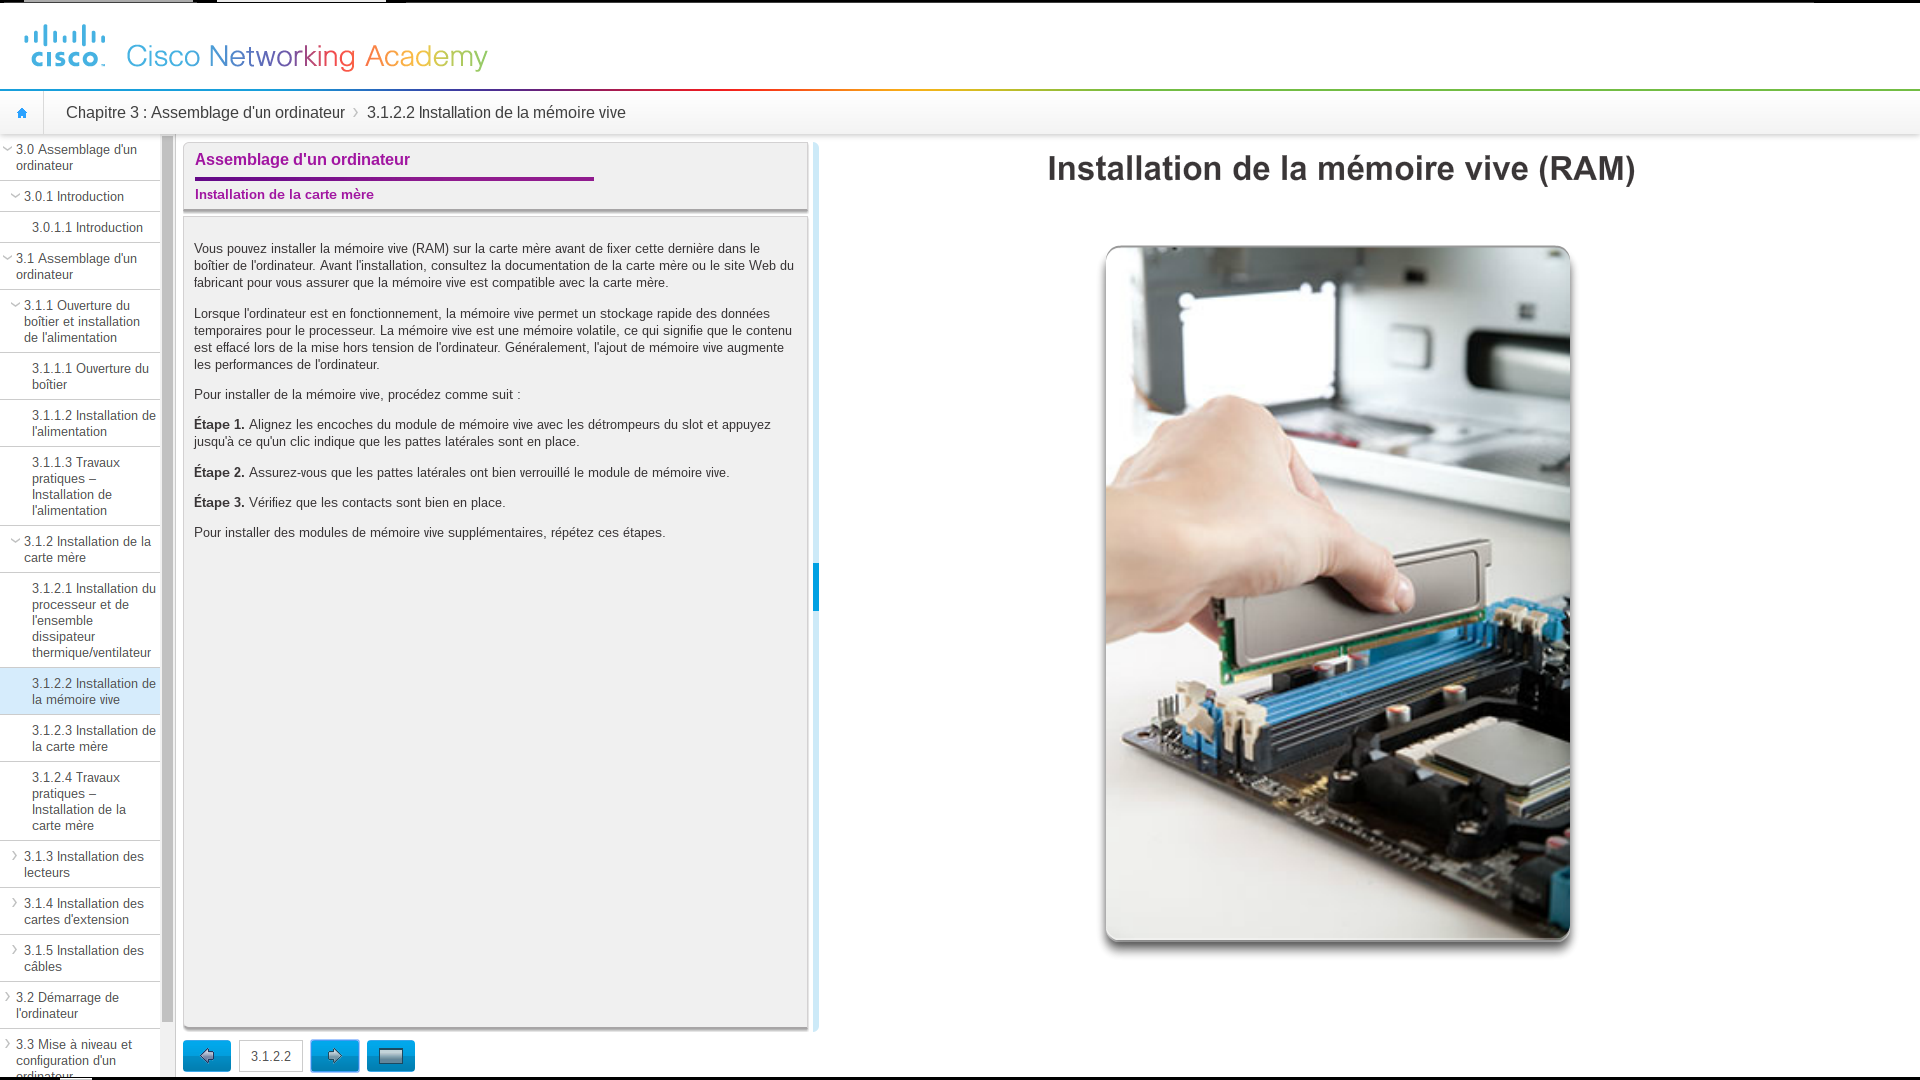 CISCO
Cisco Networking Academy
Chapitre 3 : Assemblage d'un ordinateur
3.1.2.2 Installation de la mémoire vive
3.0 Assemblage d'un
ordinateur
3.0.1 Introduction
3.0.1.1 Introduction
3.1 Assemblage d'un
ordinateur
3.1.1 Ouverture du
boîtier et installation
de l'alimentation
3.1.1.1 Ouverture du
boîtier
3.1.1.2 Installation de
l'alimentation
3.1.1.3 Travaux
pratiques –
Installation de
l'alimentation
3.1.2 Installation de la
carte mère
3.1.2.1 Installation du
processeur et de
l'ensemble
dissipateur
thermique/ventilateur
3.1.2.2 Installation de
la mémoire vive
3.1.2.3 Installation de
la carte mère
3.1.2.4 Travaux
pratiques –
Installation de la
carte mère
3.1.3 Installation des
lecteurs
3.1.4 Installation des
cartes d'extension
3.1.5 Installation des
câbles
3.2 Démarrage de
l'ordinateur
3.3 Mise à niveau et
configuration d'un
ordinateur
Assemblage d'un ordinateur
Installation de la carte mère
Vous pouvez installer la mémoire vive (RAM) sur la carte mère avant de fixer cette dernière dans le
boîtier de l'ordinateur. Avant l'installation, consultez la documentation de la carte mère ou le site Web du
fabricant pour vous assurer que la mémoire vive est compatible avec la carte mère.
Lorsque l'ordinateur est en fonctionnement, la mémoire vive permet un stockage rapide des données
temporaires pour le processeur. La mémoire vive est une mémoire volatile, ce qui signifie que le contenu
est effacé lors de la mise hors tension de l'ordinateur. Généralement, l'ajout de mémoire vive augmente
les performances de l'ordinateur.
Pour installer de la mémoire vive, procédez comme suit :
Étape 1. Alignez les encoches du module de mémoire vive avec les détrompeurs du slot et appuyez
jusqu'à ce qu'un clic indique que les pattes latérales sont en place.
Étape 2. Assurez-vous que les pattes latérales ont bien verrouillé le module de mémoire vive.
Étape 3. Vérifiez que les contacts sont bien en place.
Pour installer des modules de mémoire vive supplémentaires, répétez ces étapes.
3.1.2.2
Installation de la mémoire vive (RAM)